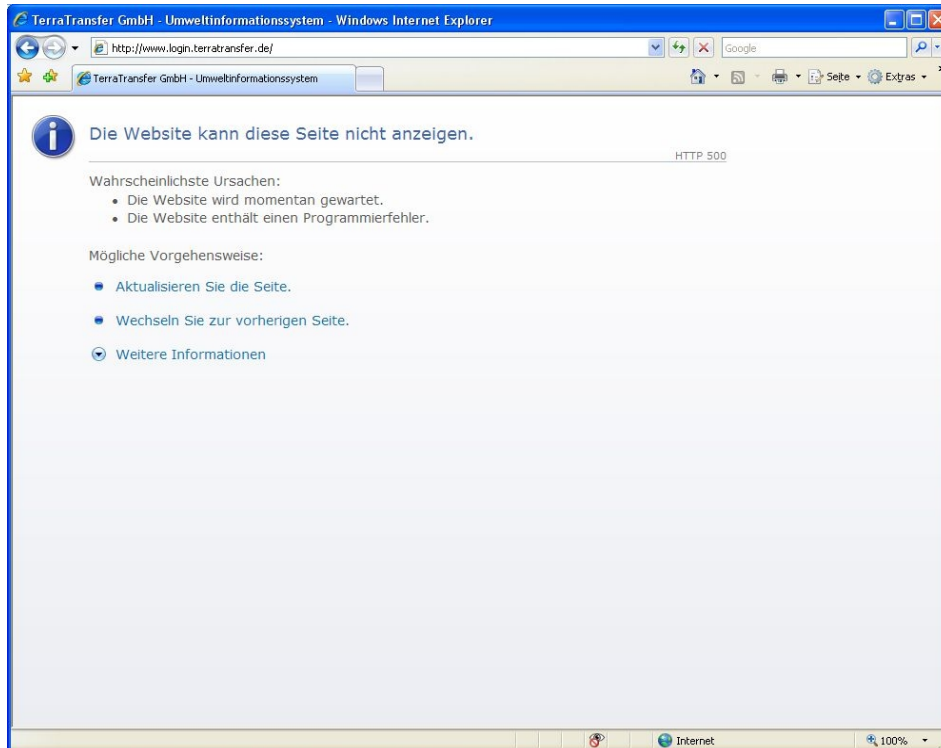 TerraTransfer GmbH - Umweltinformationssystem - Windows Internet Explorer
http://www.login.terratransfer.de/
Google
TerraTransfer GmbH - Umweltinformationssystem
Seite
Extras
Die Website kann diese Seite nicht anzeigen.
HTTP 500
Wahrscheinlichste Ursachen:
• Die Website wird momentan gewartet.
• Die Website enthält einen Programmierfehler.
Mögliche Vorgehensweise:
Aktualisieren Sie die Seite.
Wechseln Sie zur vorherigen Seite.
Weitere Informationen
Internet
100%